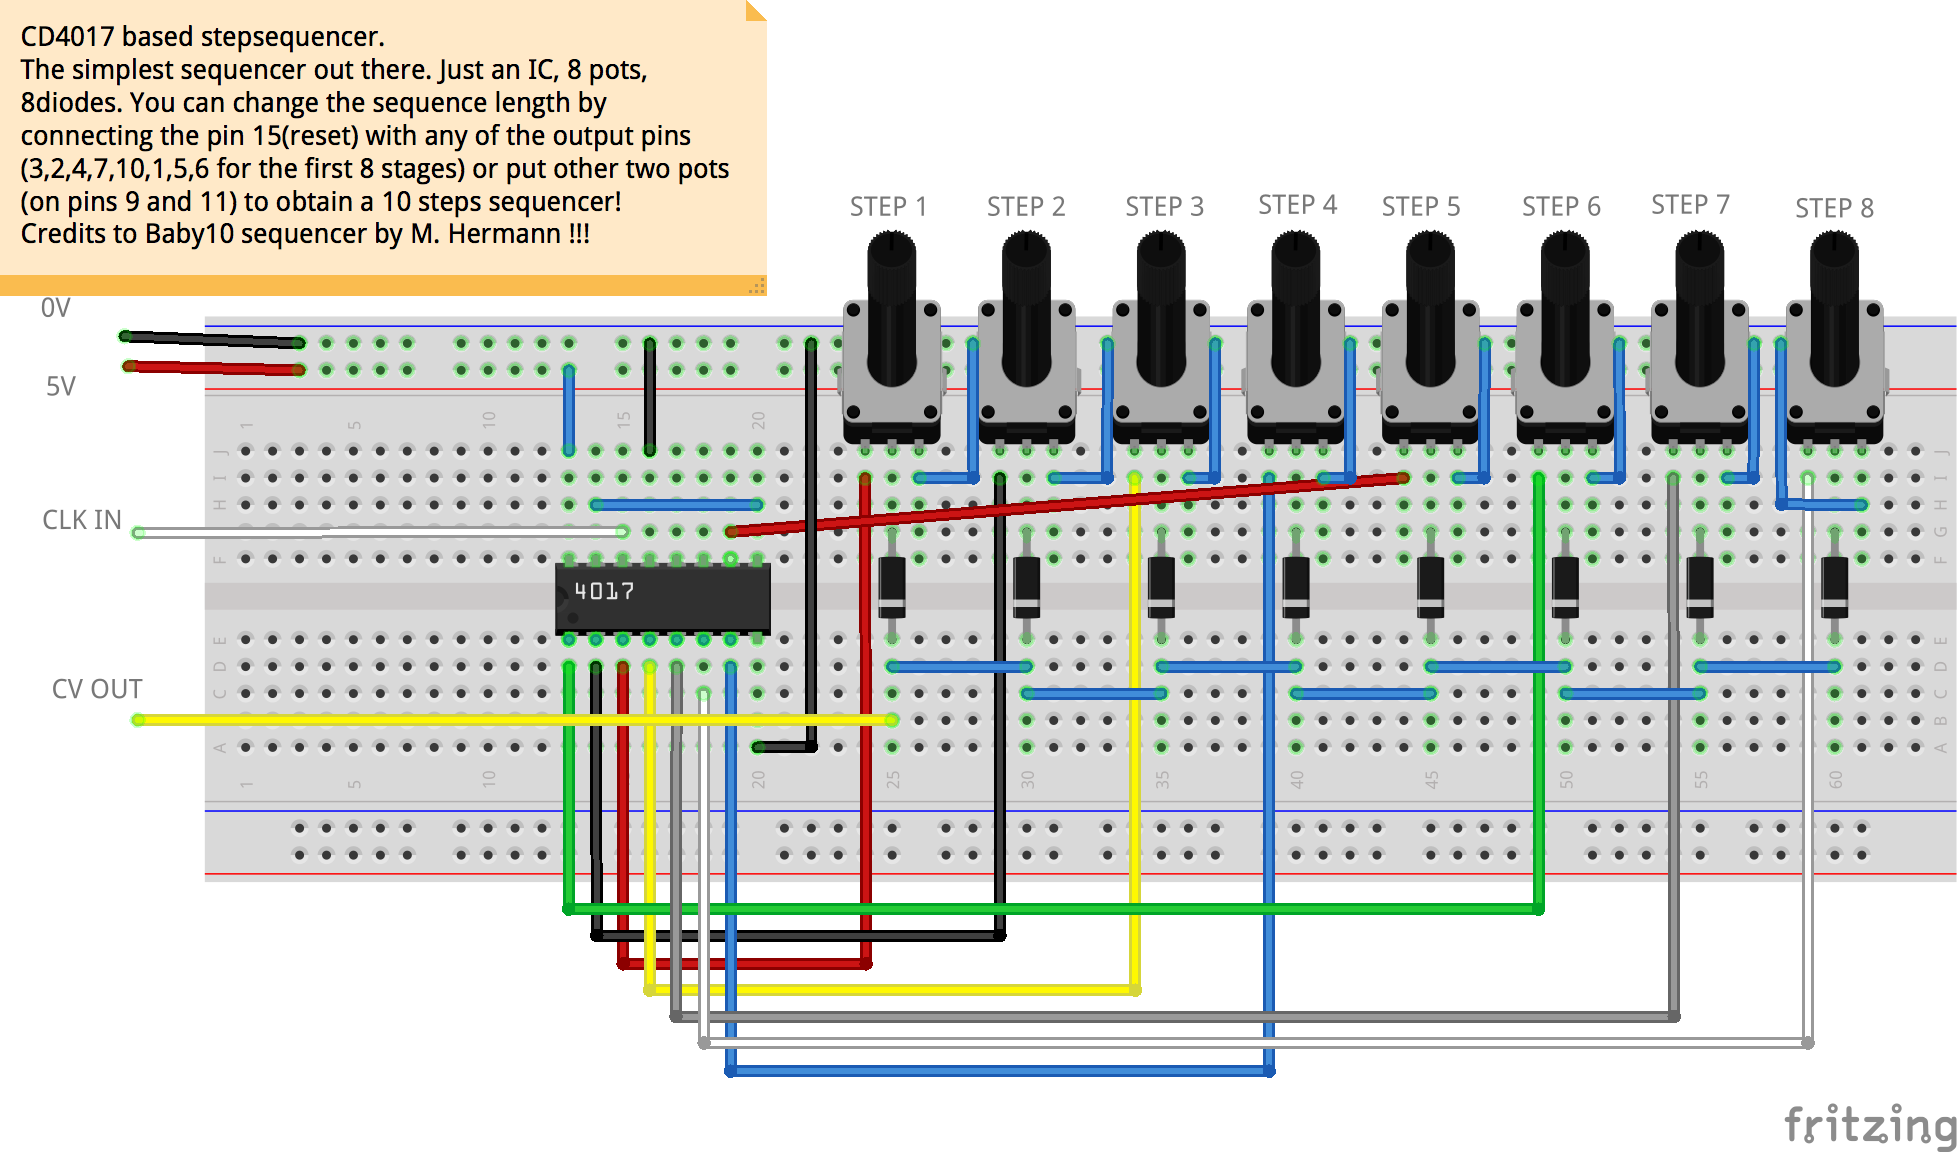 CD4017 based stepsequencer.
The simplest sequencer out there. Just an IC, 8 pots,
8diodes. You can change the sequence length by
connecting the pin 15(reset) with any of the output pins
(3,2,4,7,10,1,5,6 for the first 8 stages) or put other two pots
(on pins 9 and 11) to obtain a 10 steps sequencer!
Credits to Baby10 sequencer by M. Hermann !!!
STEP 1 STEP 2 STEP 3 STEP 4 STEP 5 STEP 6 STEP 7 STEP 8
0V
5V
1 5 10 15 20
J J
I I
H H
CLK IN
G
F F
4017
E E
D D
CV OUT
C C
B
A A
1 5 10 20 25 30 35 40 45 50 55 60
fritzing